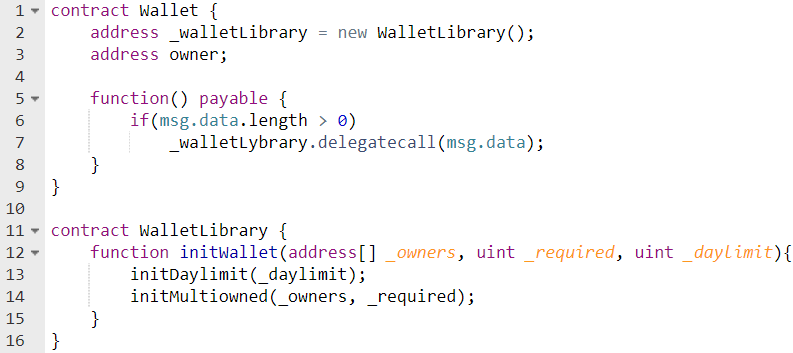 1 contract Wallet {
2     address _walletLibrary = new WalletLibrary();
3     address owner;
4
5     function() payable {
6         if(msg.data.length > 0)
7             _walletLybrary.delegatecall(msg.data);
8     }
9 }
10
11 contract WalletLibrary {
12     function initWallet(address[] _owners, uint _required, uint _daylimit){
13         initDaylimit(_daylimit);
14         initMultiowned(_owners, _required);
15     }
16 }